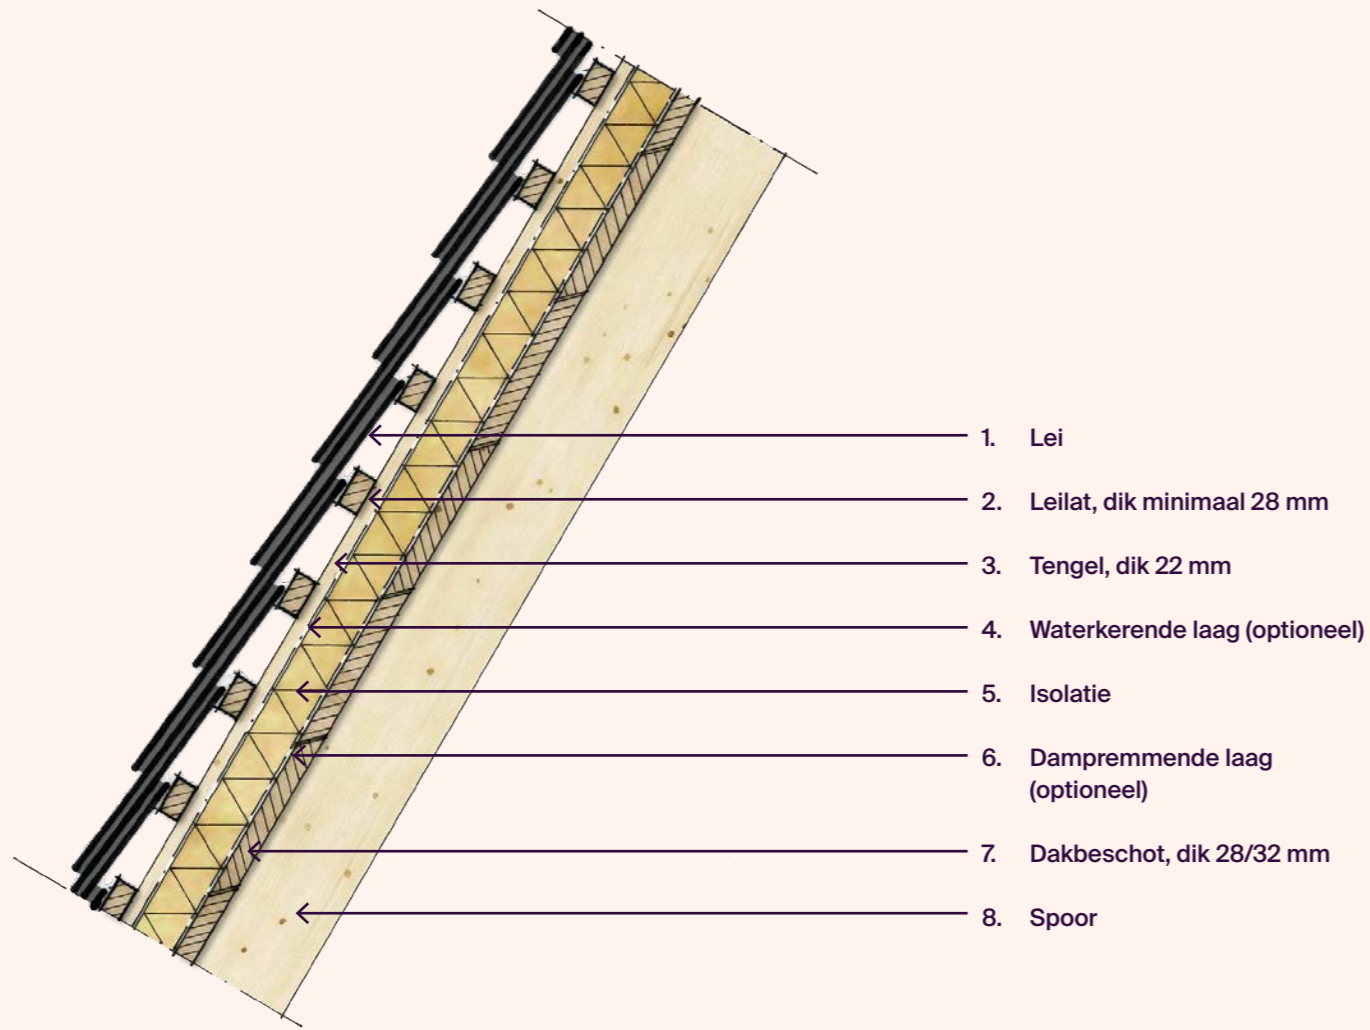 1. Lei
2. Leilat, dik minimaal 28 mm
3. Tengel, dik 22 mm
4. Waterkerende laag (optioneel)
5. Isolatie
6. Dampremmende laag
(optioneel)
7. Dakbeschot, dik 28/32 mm
8. Spoor